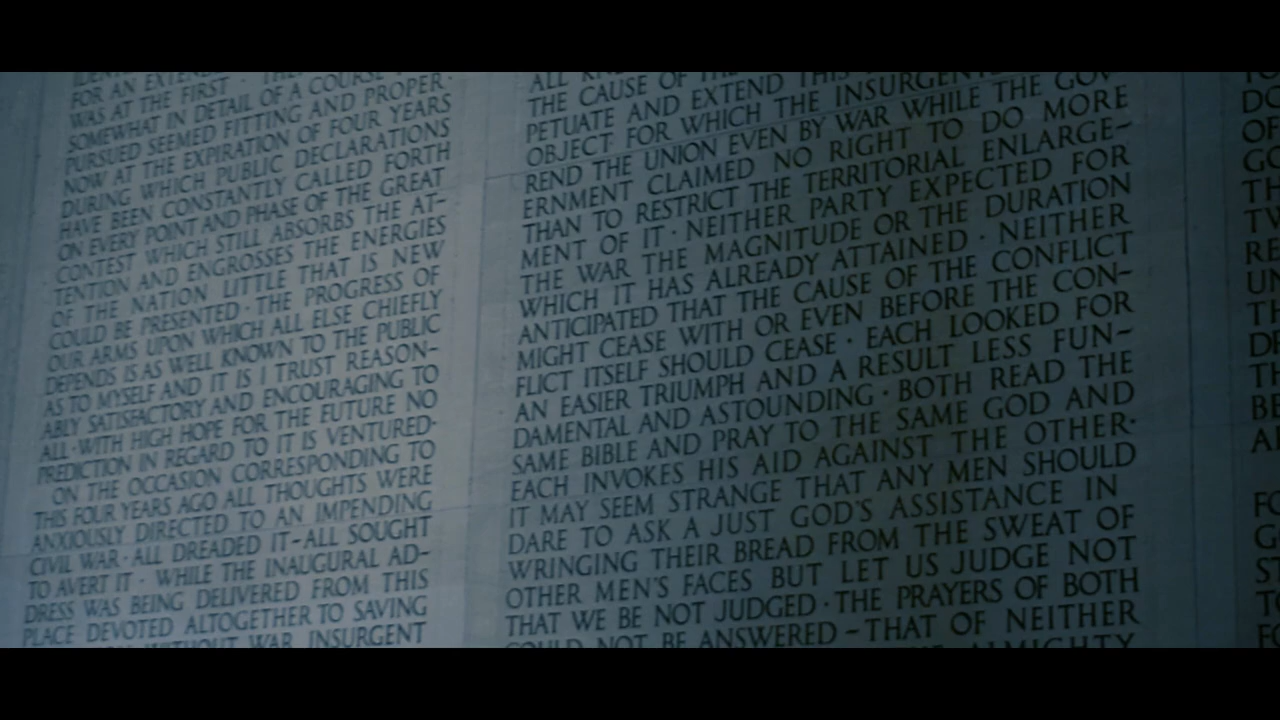 FOR AN EXTEN
WAS AT THE FIRST ·
SOMEWHAT IN DETAIL OF A COURSE
PURSUED SEEMED FITTING AND PROPER ·
NOW AT THE EXPIRATION OF FOUR YEARS
DURING WHICH PUBLIC DECLARATIONS
HAVE BEEN CONSTANTLY CALLED FORTH
ON EVERY POINT AND PHASE OF THE GREAT
CONTEST WHICH STILL ABSORBS THE AT-
TENTION AND ENGROSSES THE ENERGIES
OF THE NATION LITTLE THAT IS NEW
COULD BE PRESENTED · THE PROGRESS OF
OUR ARMS UPON WHICH ALL ELSE CHIEFLY
DEPENDS IS AS WELL KNOWN TO THE PUBLIC
AS TO MYSELF AND IT IS I TRUST REASON-
ABLY SATISFACTORY AND ENCOURAGING TO
ALL · WITH HIGH HOPE FOR THE FUTURE NO
PREDICTION IN REGARD TO IT IS VENTURED·
ON THE OCCASION CORRESPONDING TO
THIS FOUR YEARS AGO ALL THOUGHTS WERE
ANXIOUSLY DIRECTED TO AN IMPENDING
CIVIL WAR · ALL DREADED IT-ALL SOUGHT
TO AVERT IT · WHILE THE INAUGURAL AD-
DRESS WAS BEING DELIVERED FROM THIS
PLACE DEVOTED ALTOGETHER TO SAVING
WITHOUT WAR INSURGENT
ALL
THE CAUSE OF
PETUATE AND EXTEND THIS
OBJECT FOR WHICH THE INSURGENT
REND THE UNION EVEN BY WAR WHILE THE GOV
ERNMENT CLAIMED NO RIGHT TO DO MORE
THAN TO RESTRICT THE TERRITORIAL ENLARGE-
MENT OF IT · NEITHER PARTY EXPECTED FOR
THE WAR THE MAGNITUDE OR THE DURATION
WHICH IT HAS ALREADY ATTAINED · NEITHER
ANTICIPATED THAT THE CAUSE OF THE CONFLICT
MIGHT CEASE WITH OR EVEN BEFORE THE CON-
FLICT ITSELF SHOULD CEASE · EACH LOOKED FOR
AN EASIER TRIUMPH AND A RESULT LESS FUN-
DAMENTAL AND ASTOUNDING · BOTH READ THE
SAME BIBLE AND PRAY TO THE SAME GOD AND
EACH INVOKES HIS AID AGAINST THE OTHER·
IT MAY SEEM STRANGE THAT ANY MEN SHOULD
DARE TO ASK A JUST GOD'S ASSISTANCE IN
WRINGING THEIR BREAD FROM THE SWEAT OF
OTHER MEN'S FACES BUT LET US JUDGE NOT
THAT WE BE NOT JUDGED · THE PRAYERS OF BOTH
COULD NOT BE ANSWERED - THAT OF NEITHER
ALMIGHTY